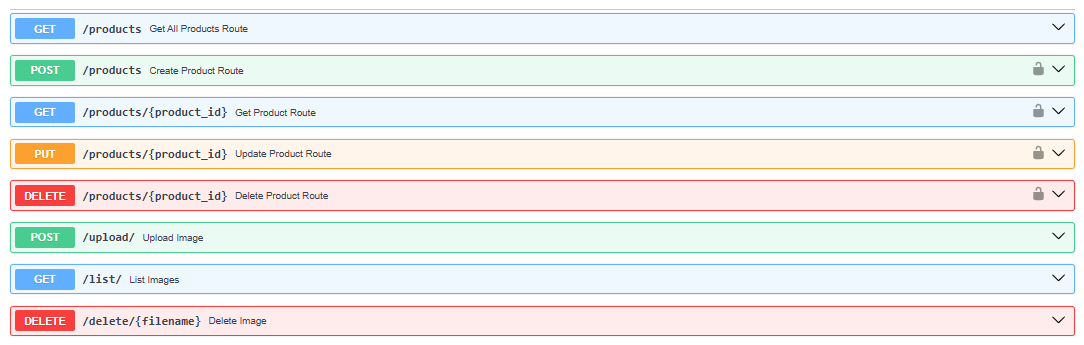 GET /products Get All Products Route
POST /products Create Product Route
GET /products/{product_id} Get Product Route
PUT /products/{product_id} Update Product Route
DELETE /products/{product_id} Delete Product Route
POST /upload/ Upload Image
GET /list/ List Images
DELETE /delete/{filename} Delete Image